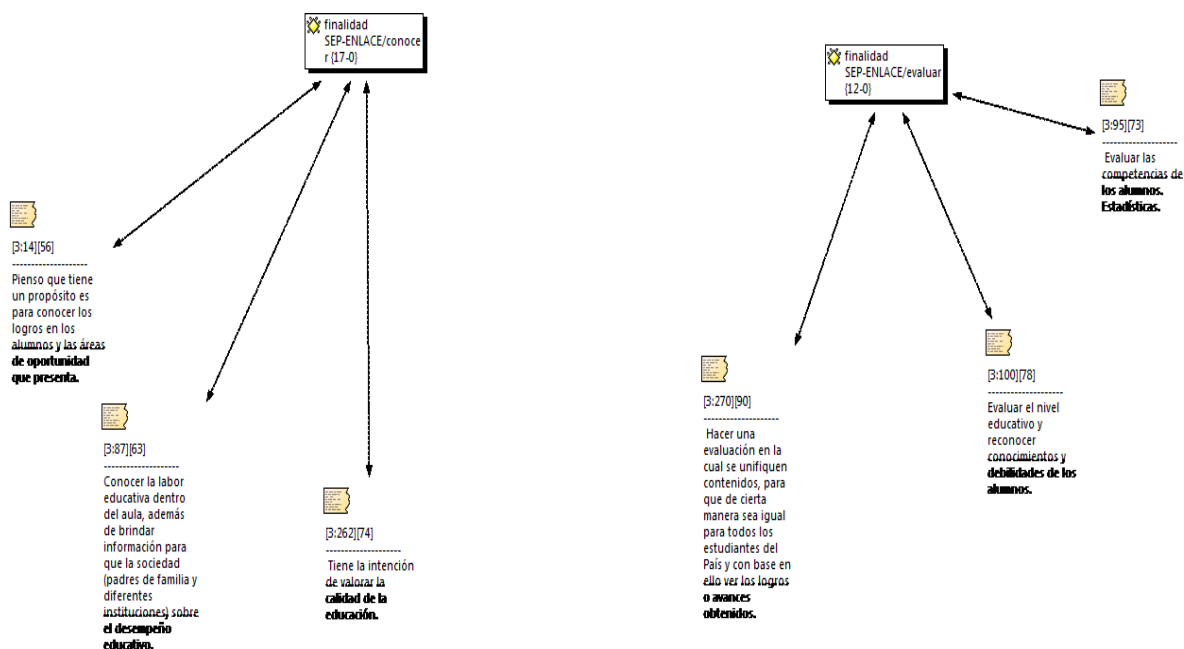 finalidad
SEP-ENLACE/conoce
r {17-0}
[3:14][56]
--------------------
Pienso que tiene
un propósito es
para conocer los
logros en los
alumnos y las áreas
de oportunidad
que presenta.
[3:87][63]
--------------------
Conocer la labor
educativa dentro
del aula, además
de brindar
información para
que la sociedad
(padres de familia y
diferentes
instituciones) sobre
el desempeño
educativo.
[3:262][74]
--------------------
Tiene la intención
de valorar la
calidad de la
educación.
finalidad
SEP-ENLACE/evaluar
{12-0}
[3:270][90]
--------------------
Hacer una
evaluación en la
cual se unifiquen
contenidos, para
que de cierta
manera sea igual
para todos los
estudiantes del
País y con base en
ello ver los logros
o avances
obtenidos.
[3:100][78]
--------------------
Evaluar el nivel
educativo y
reconocer
conocimientos y
debilidades de los
alumnos.
[3:95][73]
--------------------
Evaluar las
competencias de
los alumnos.
Estadísticas.